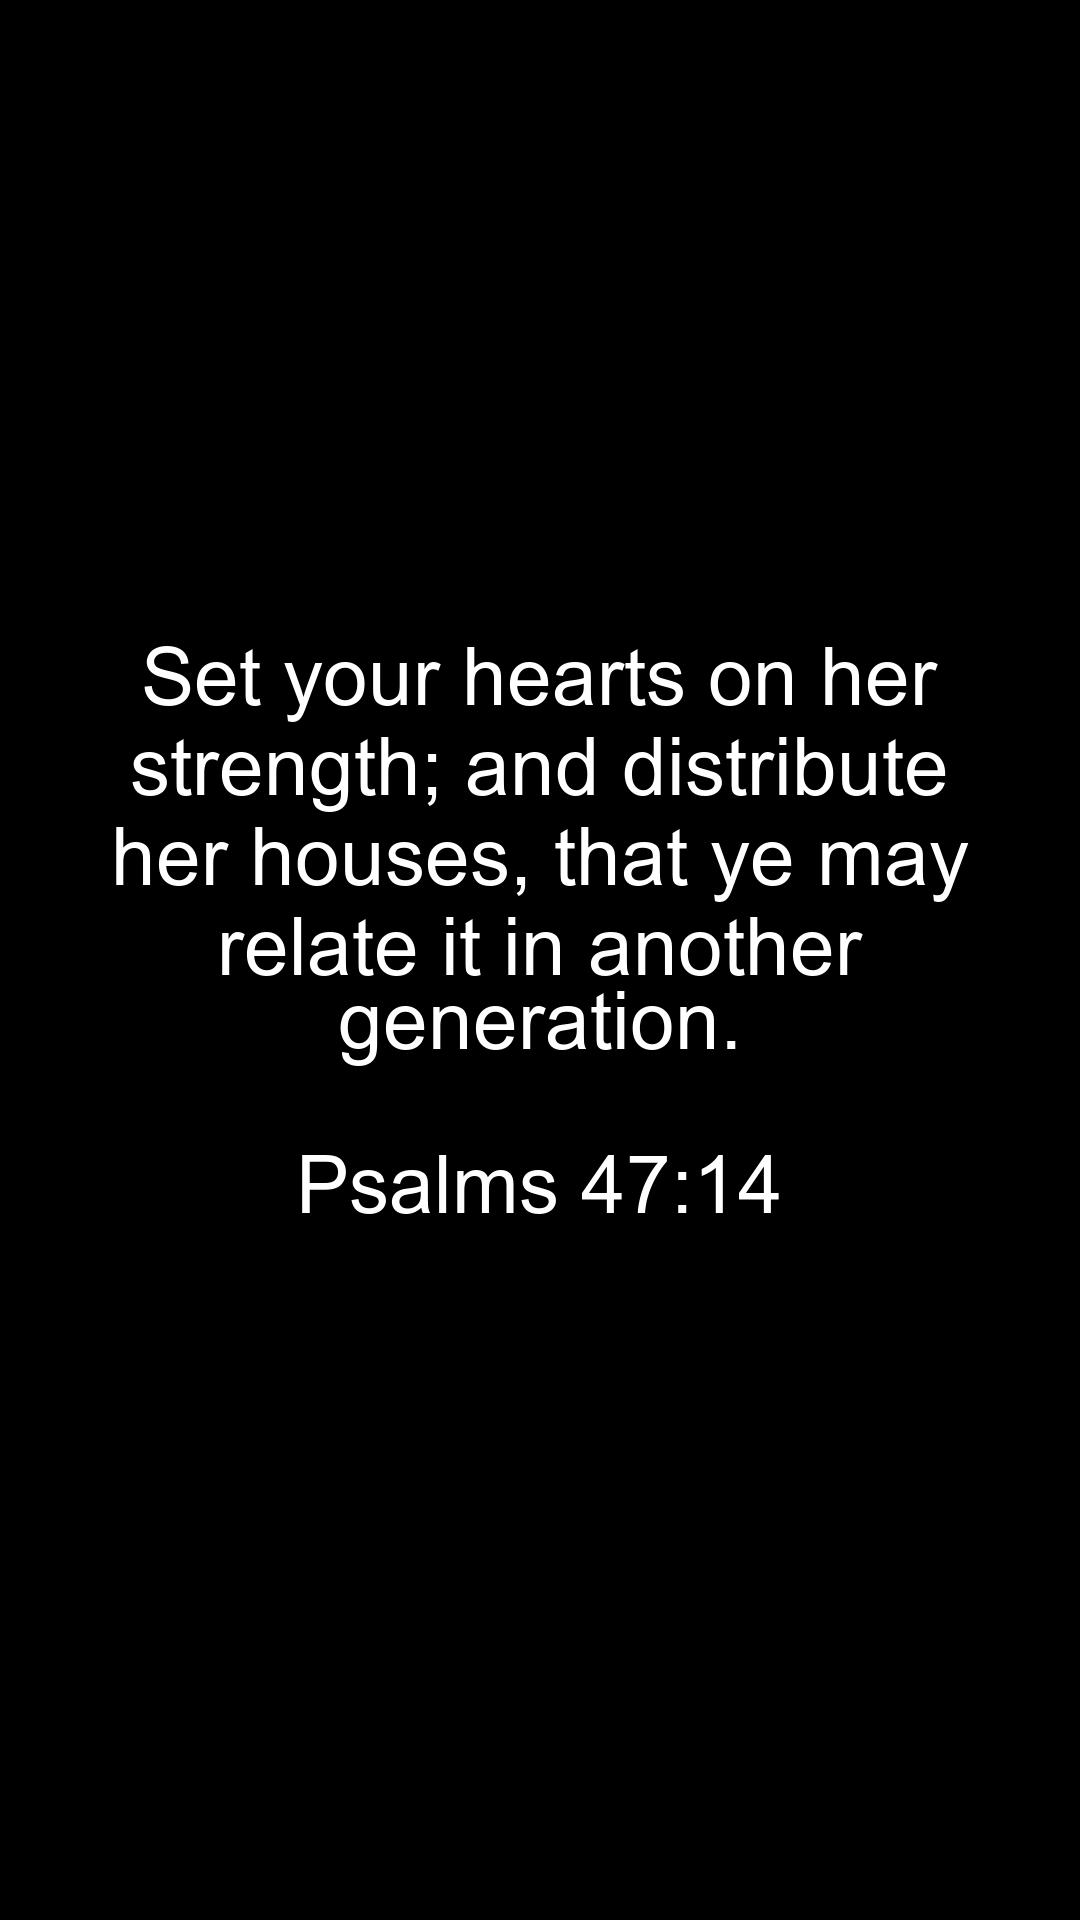 Set your hearts on her
strength; and distribute
her houses, that ye may
relate it in another
generation.
Psalms 47:14